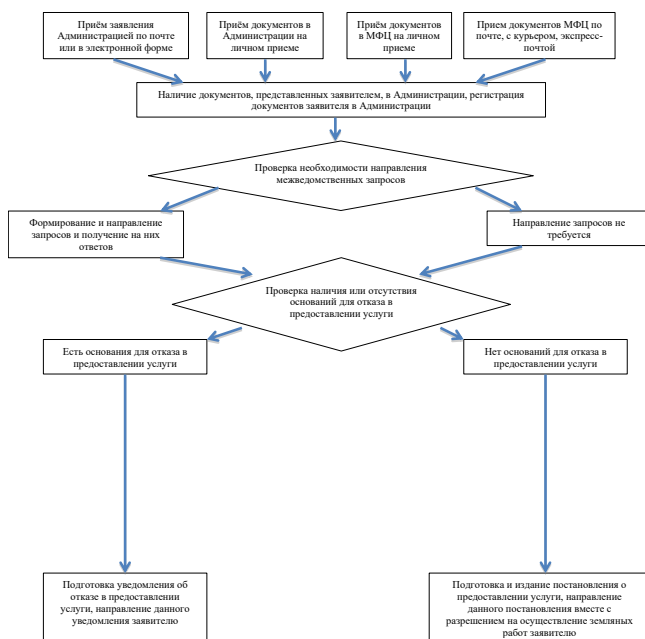 Приём заявления
Администрацией по почте
или в электронной форме
Приём документов в
Администрации на
личном приеме
Приём документов
в МФЦ на личном
приеме
Прием документов МФЦ по
почте, с курьером, экспресс-
почтой
Наличие документов, представленных заявителем, в Администрации, регистрация
документов заявителя в Администрации
Проверка необходимости направления
межведомственных запросов
Формирование и направление
запросов и получение на них
ответов
Направление запросов не
требуется
Проверка наличия или отсутствия
оснований для отказа в
предоставлении услуги
Есть основания для отказа в
предоставлении услуги
Нет оснований для отказа в
предоставлении услуги
Подготовка уведомления об
отказе в предоставлении
услуги, направление данного
уведомления заявителю
Подготовка и издание постановления о
предоставлении услуги, направление
данного постановления вместе с
разрешением на осуществление земляных
работ заявителю